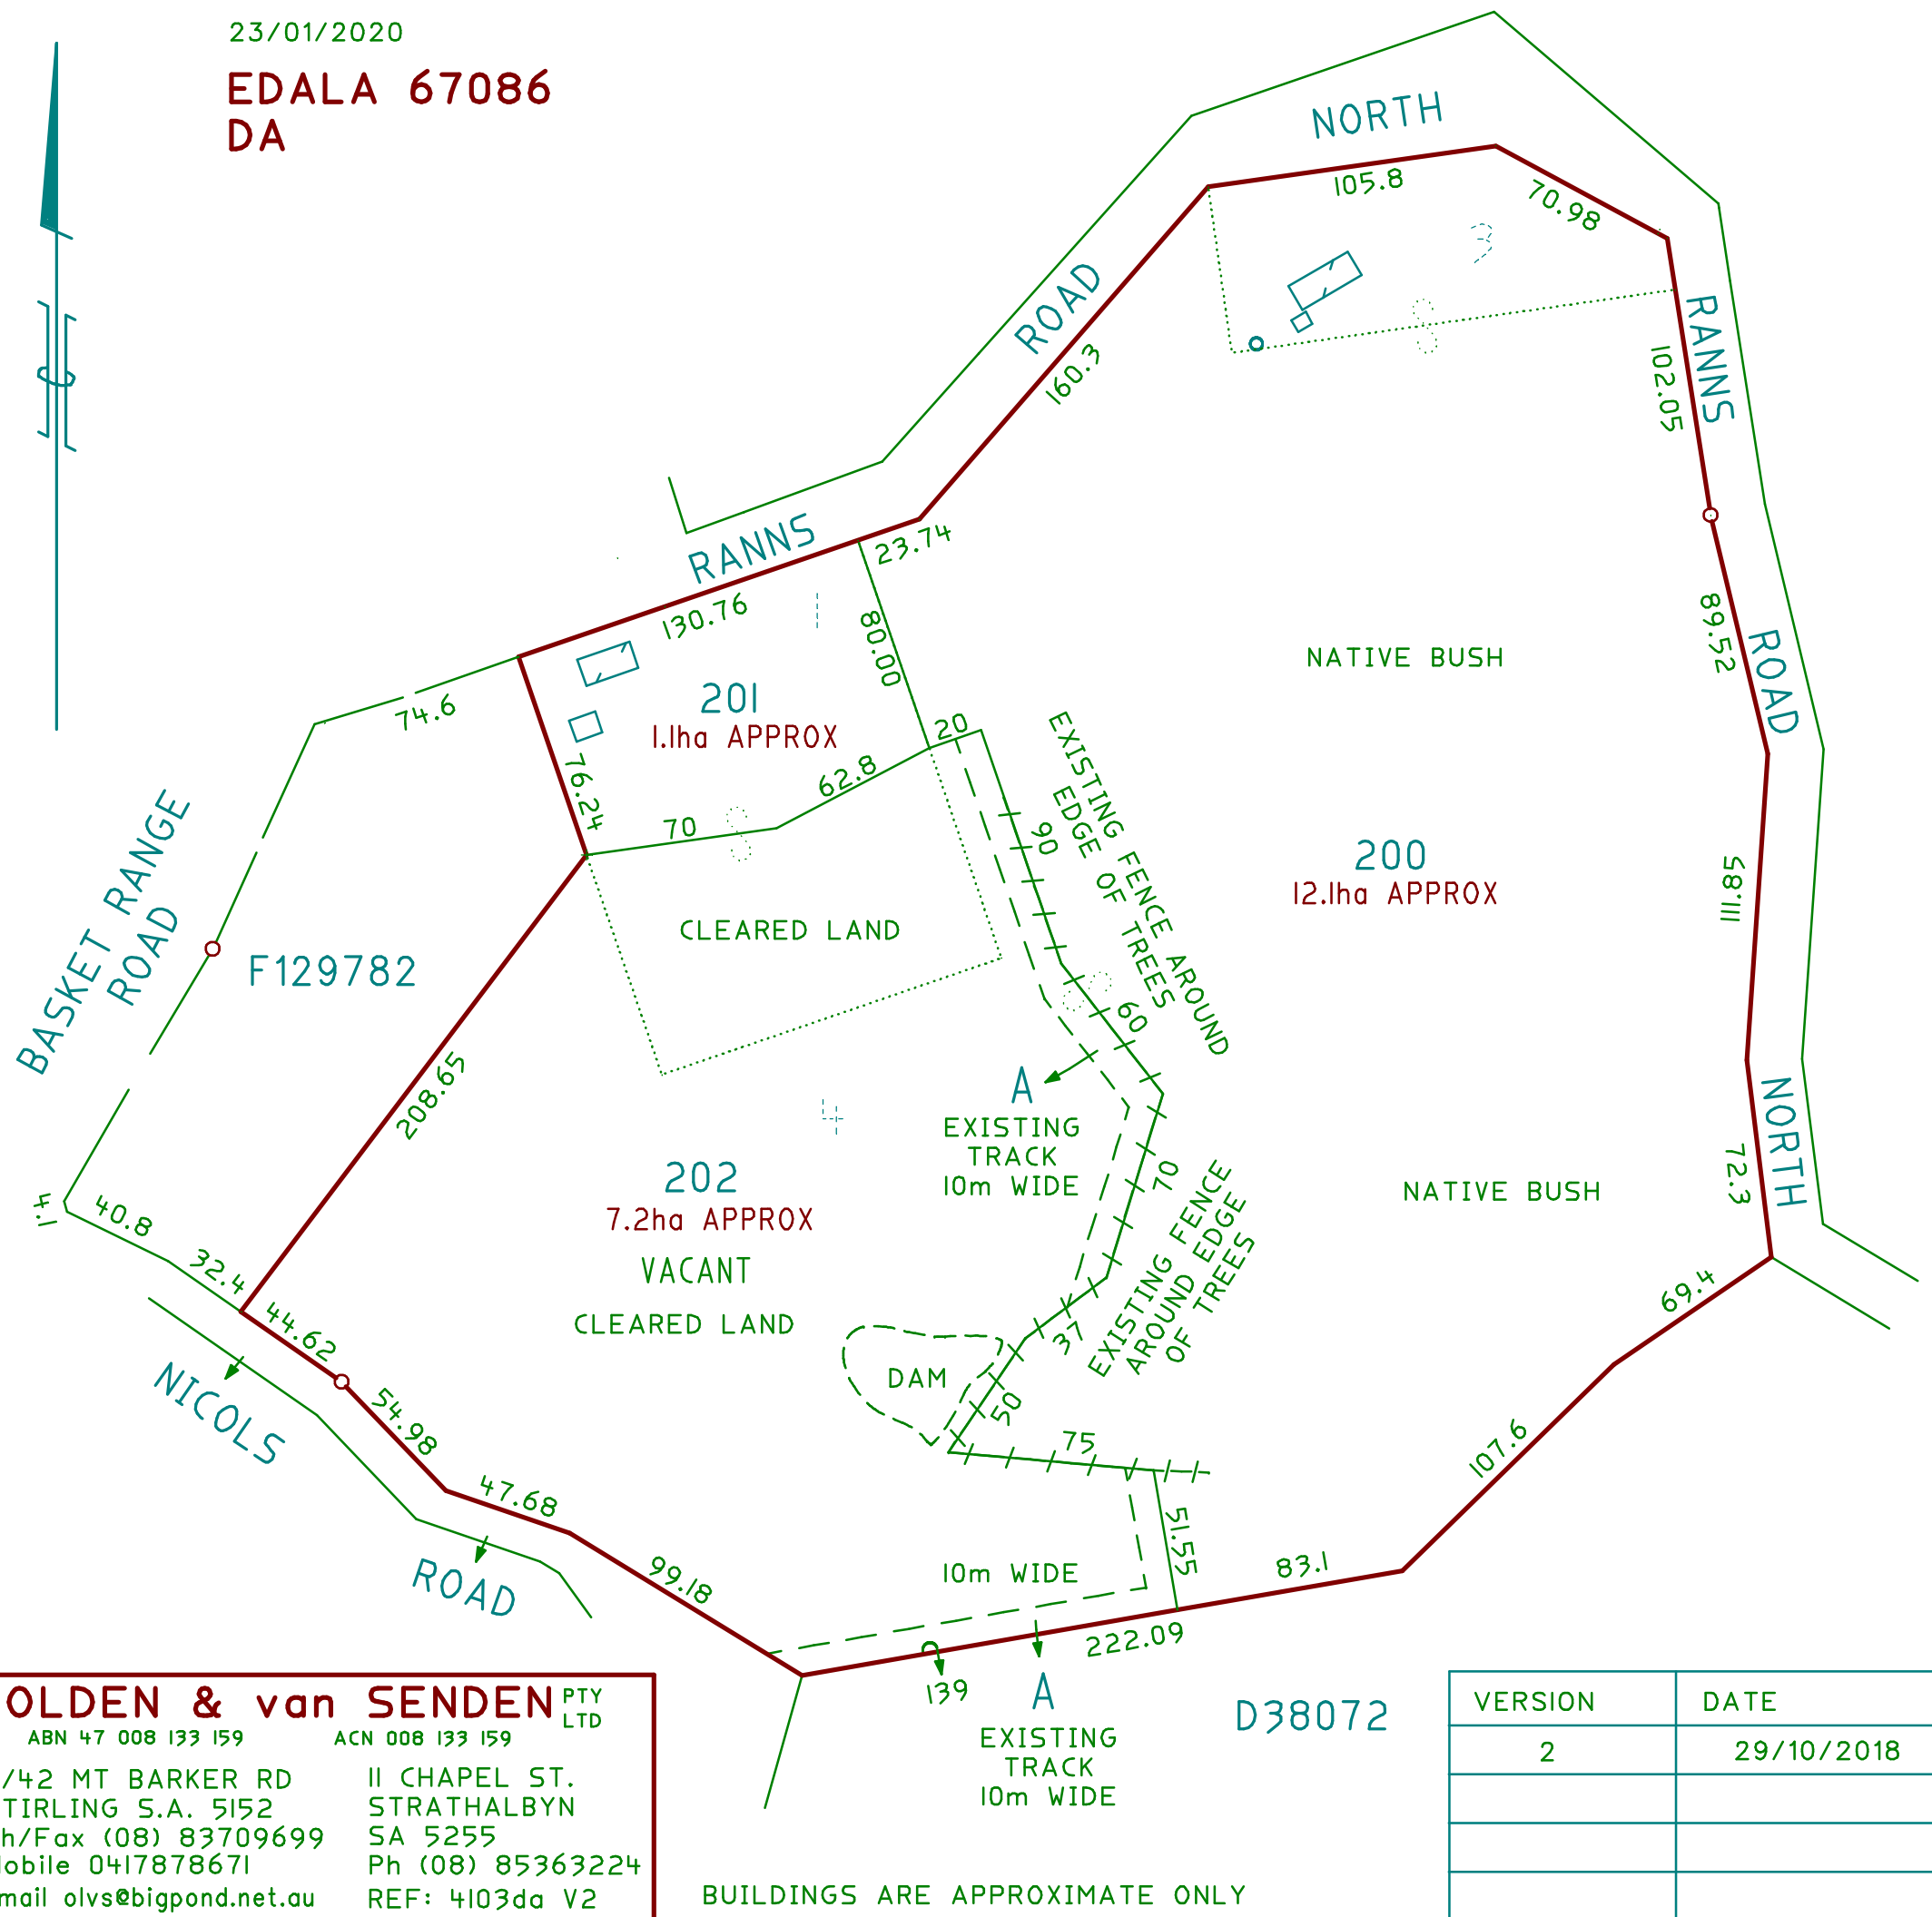 23/01/2020
EDALA 67086
DA
NORTH
105.8
70.98
3
ROAD
160.3
RANNS
102.05
RANNS
23.74
130.76
1
80.00
89.52
ROAD
NATIVE BUSH
74.6
201
1.1ha APPROX
76.24
20
62.8
70
90
EXISTING FENCE AROUND
EDGE OF TREES
200
12.1ha APPROX
111.85
BASKET RANGE
ROAD
F129782
CLEARED LAND
60
208.65
A
EXISTING
TRACK
10m WIDE
4
202
7.2ha APPROX
VACANT
CLEARED LAND
70
EXISTING FENCE
AROUND EDGE
OF TREES
NATIVE BUSH
72.3
NORTH
4.1
40.8
32.4
44.62
NICOLS
54.98
47.68
ROAD
99.18
DAM
37
50
75
51.55
69.4
107.6
83.1
10m WIDE
222.09
139
A
EXISTING
TRACK
10m WIDE
D38072
OLDEN & van SENDEN PTY LTD
ABN 47 008 133 159 ACN 008 133 159
/42 MT BARKER RD
TIRLING S.A. 5152
h/Fax (08) 83709699
obile 0417878671
mail olvs@bigpond.net.au
11 CHAPEL ST.
STRATHALBYN
SA 5255
Ph (08) 85363224
REF: 4103da V2
BUILDINGS ARE APPROXIMATE ONLY
VERSION DATE
2 29/10/2018